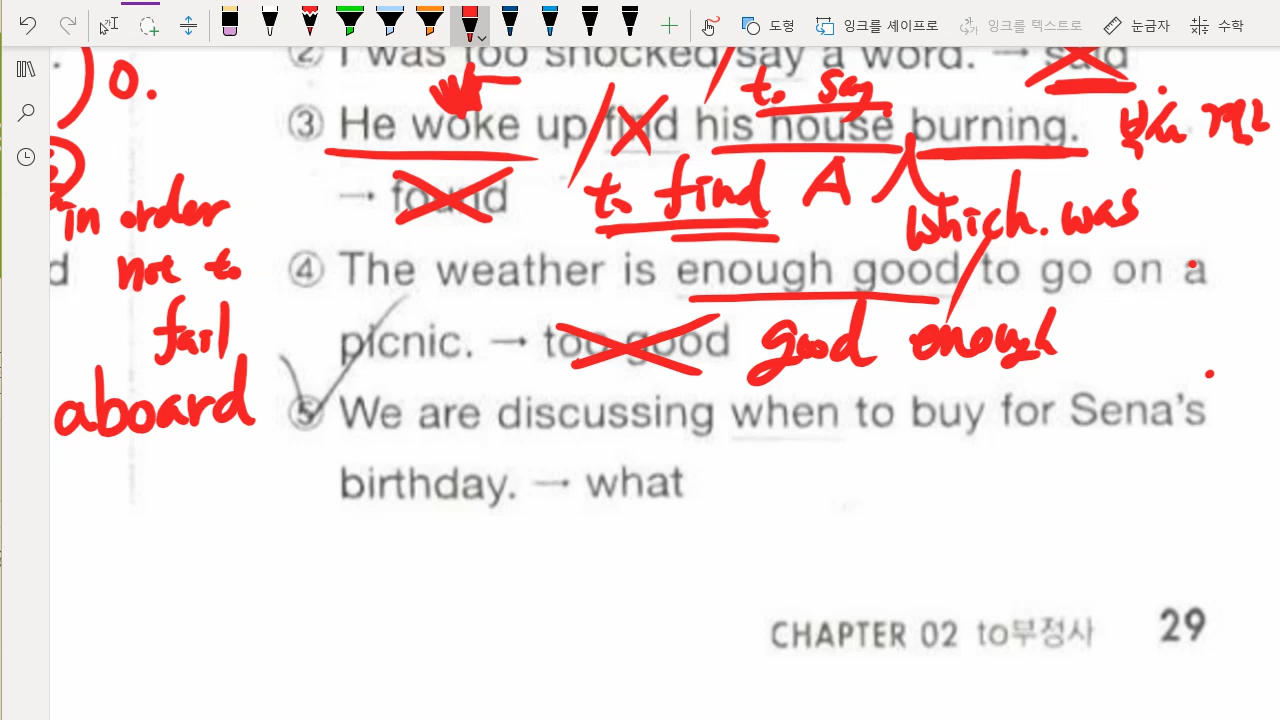 도형 잉크를 셰이프로 잉크를 텍스트로 눈금자 수학
0.
② I was too shocked say a word. → said
to say
③ He woke up find his house burning.
→ found
to find A which was
in order
not to
fail
aboard
d
④ The weather is enough good to go on a
picnic. → too good
good enough
⑤ We are discussing when to buy for Sena's
birthday. → what
CHAPTER 02 to부정사 29